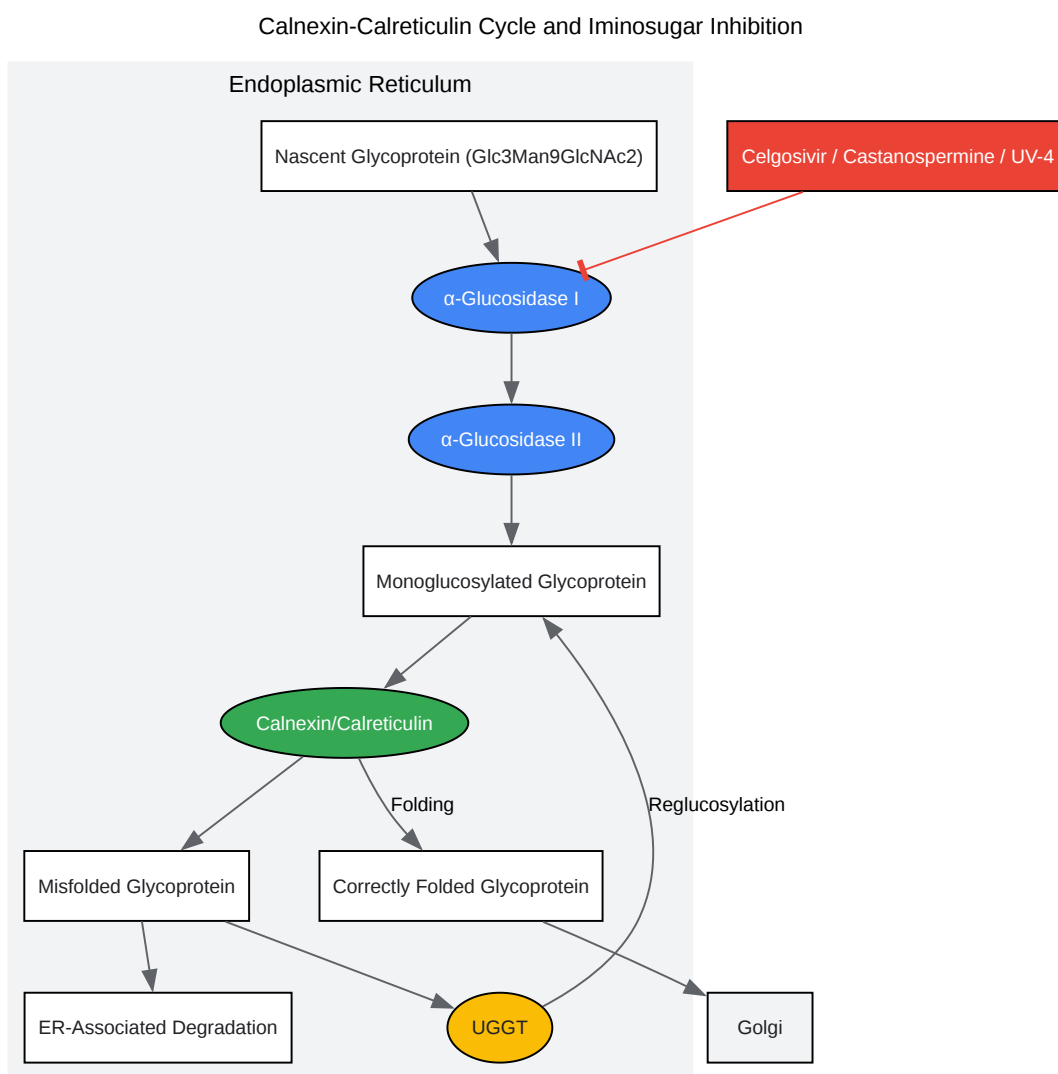 Calnexin-Calreticulin Cycle and Iminosugar Inhibition
Endoplasmic Reticulum
Nascent Glycoprotein (Glc3Man9GlcNAc2)
Celgosivir / Castanospermine / UV-4
α-Glucosidase I
α-Glucosidase II
Monoglucosylated Glycoprotein
Calnexin/Calreticulin
Folding
Reglucosylation
Misfolded Glycoprotein
Correctly Folded Glycoprotein
ER-Associated Degradation
UGGT
Golgi